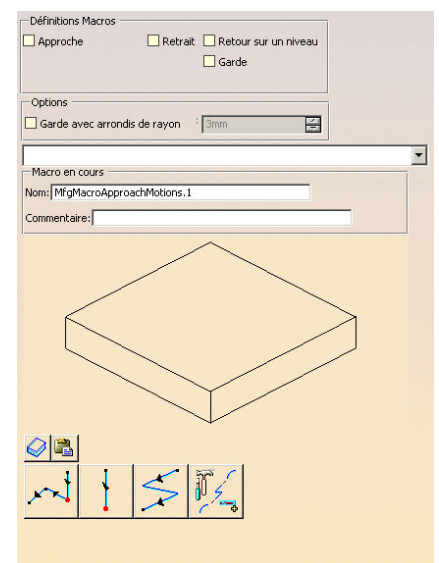 Définitions Macros
Approche Retrait Retour sur un niveau
Garde
Options
Garde avec arrondis de rayon : 3mm
Macro en cours
Nom: MfgMacroApproachMotions.1
Commentaire: